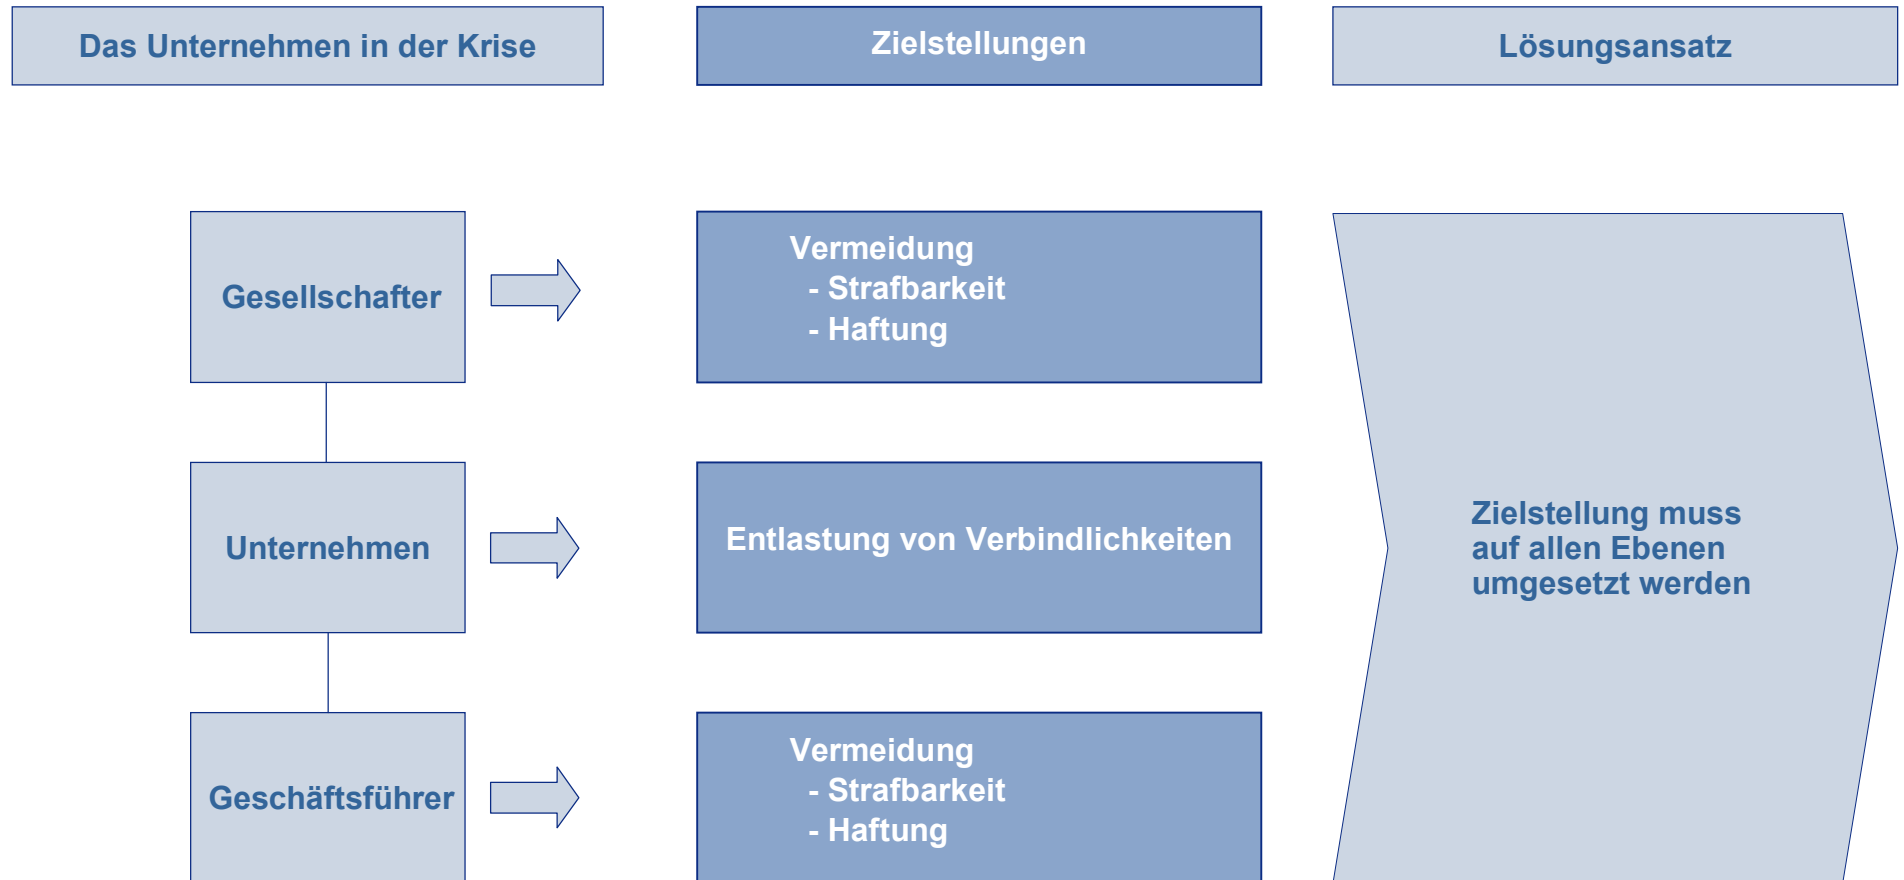 Das Unternehmen in der Krise
Zielstellungen
Lösungsansatz
Gesellschafter
Vermeidung
- Strafbarkeit
- Haftung
Unternehmen
Entlastung von Verbindlichkeiten
Zielstellung muss
auf allen Ebenen
umgesetzt werden
Geschäftsführer
Vermeidung
- Strafbarkeit
- Haftung